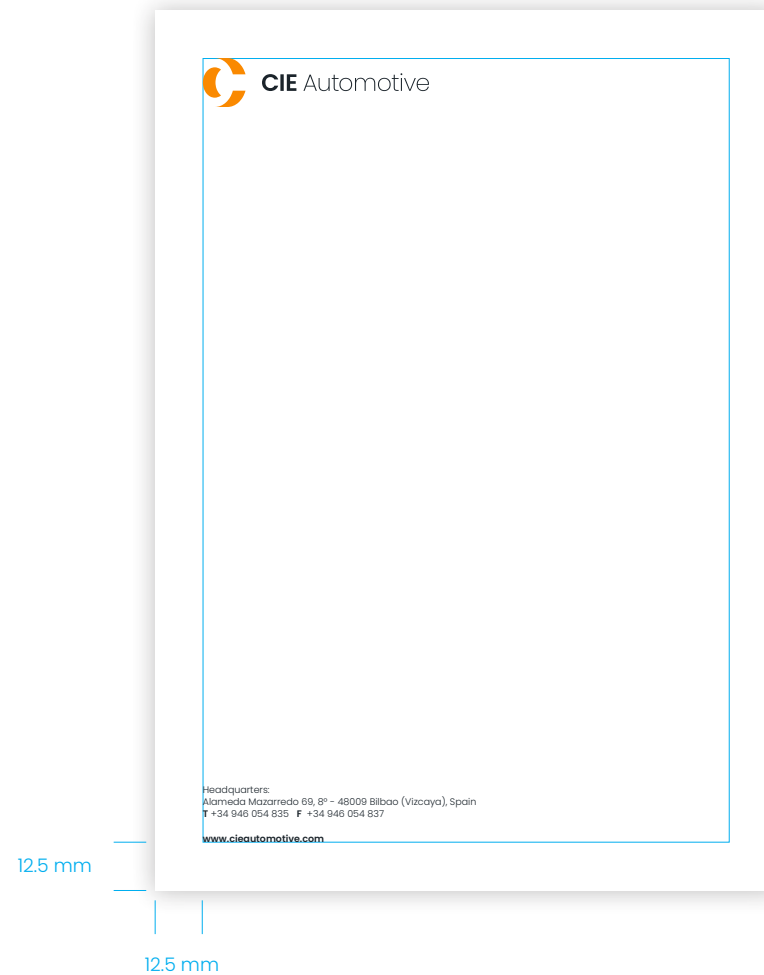 CIE Automotive
Headquarters:
Alameda Mazarredo 69, 8º - 48009 Bilbao (Vizcaya), Spain
T +34 946 054 835 F +34 946 054 837
www.cieautomotive.com
12.5 mm
12.5 mm